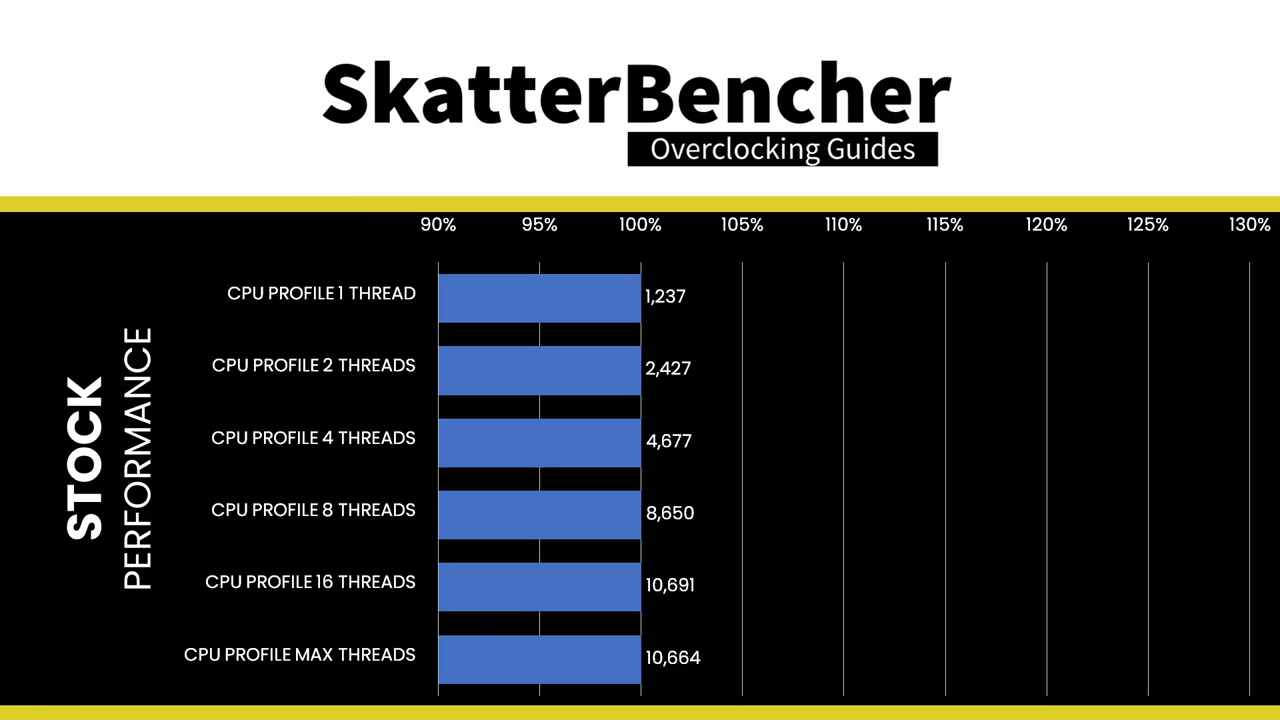 SkatterBencher
Overclocking Guides
90% 95% 100% 105% 110% 115% 120% 125% 130%
STOCK
PERFORMANCE
CPU PROFILE 1 THREAD 1,237
CPU PROFILE 2 THREADS 2,427
CPU PROFILE 4 THREADS 4,677
CPU PROFILE 8 THREADS 8,650
CPU PROFILE 16 THREADS 10,691
CPU PROFILE MAX THREADS 10,664